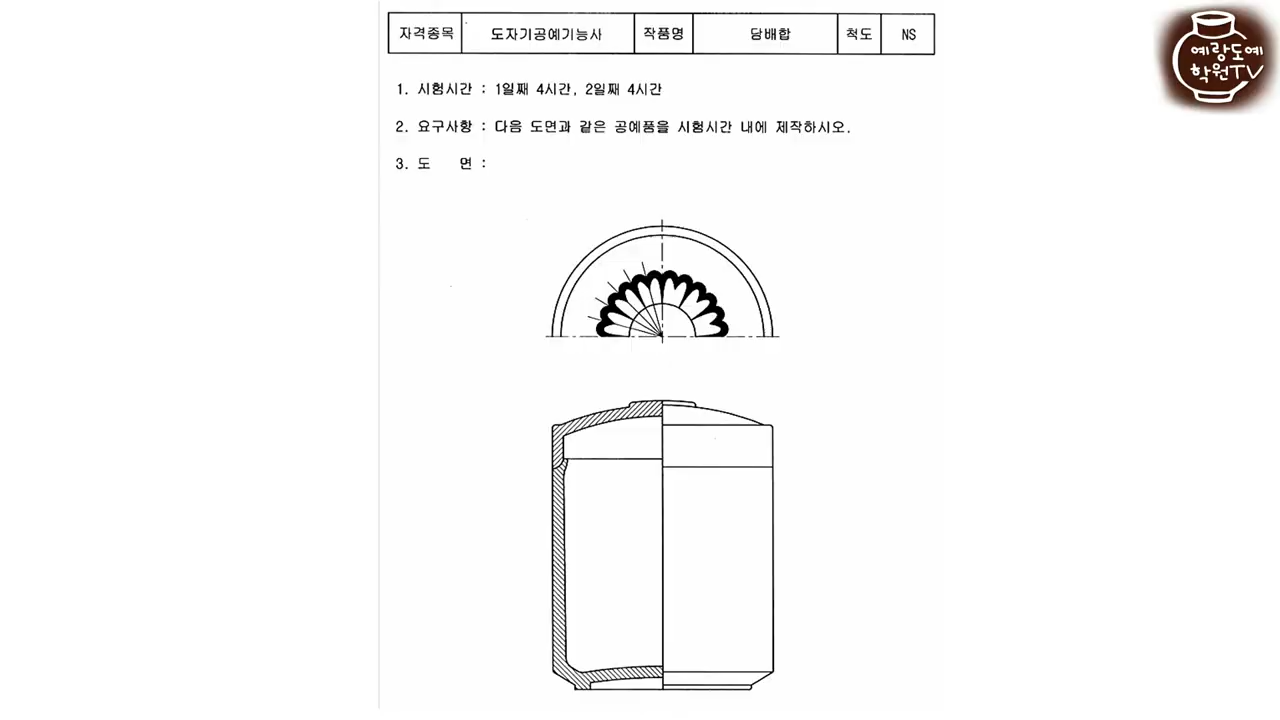 자격종목 도자기공예기능사 작품명 당배합 척도 NS
1. 시험시간 : 1일째 4시간, 2일째 4시간
2. 요구사항 : 다음 도면과 같은 공예품을 시험시간 내에 제작하시오.
3. 도 면 :
예랑도예
학원TV